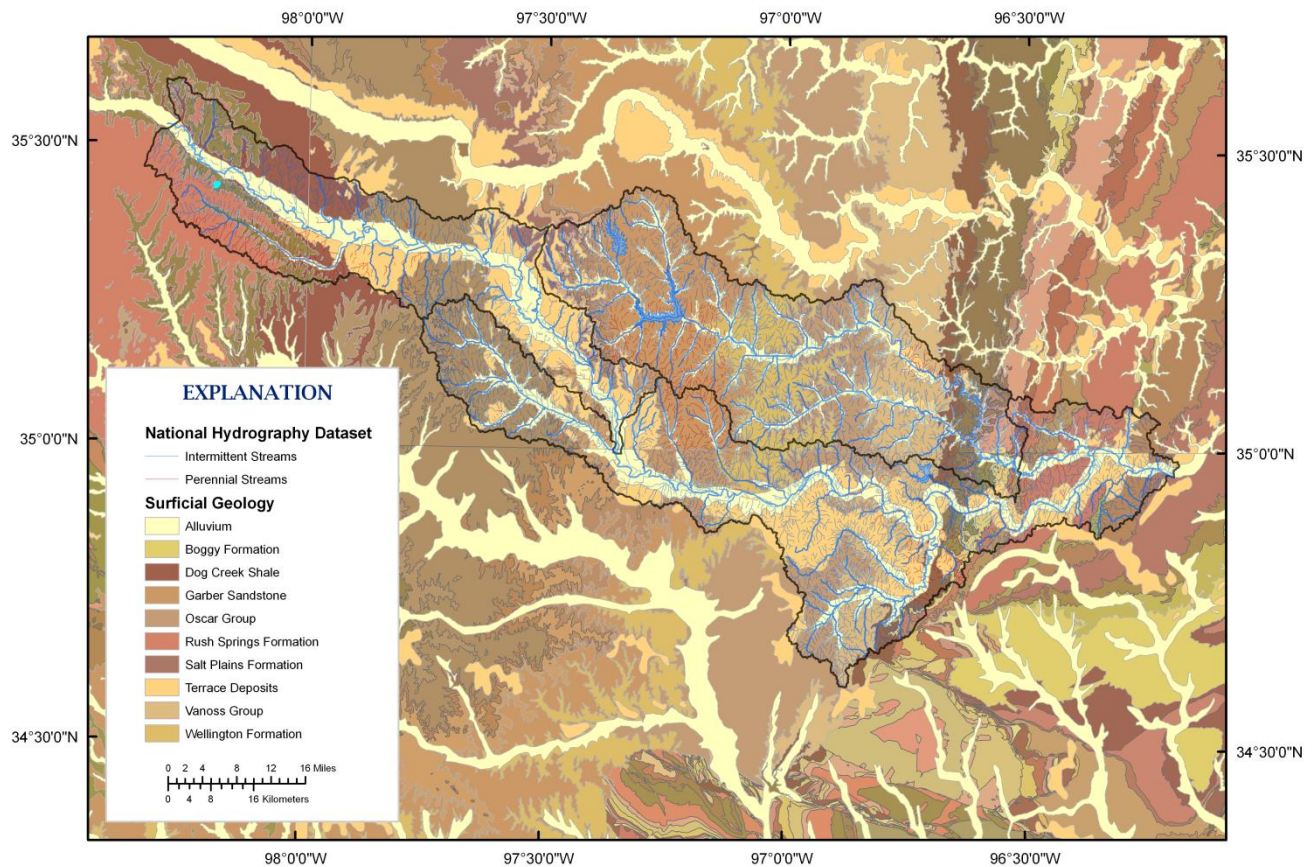 98°0'0"W 97°30'0"W 97°0'0"W 96°30'0"W
35°30'0"N 35°30'0"N
35°0'0"N 35°0'0"N
34°30'0"N 34°30'0"N
EXPLANATION
National Hydrography Dataset
Intermittent Streams
Perennial Streams
Surficial Geology
Alluvium
Boggy Formation
Dog Creek Shale
Garber Sandstone
Oscar Group
Rush Springs Formation
Salt Plains Formation
Terrace Deposits
Vanoss Group
Wellington Formation
0 4 8 12 16 Miles
0 4 8 16 Kilometers
98°0'0"W 97°30'0"W 97°0'0"W 96°30'0"W